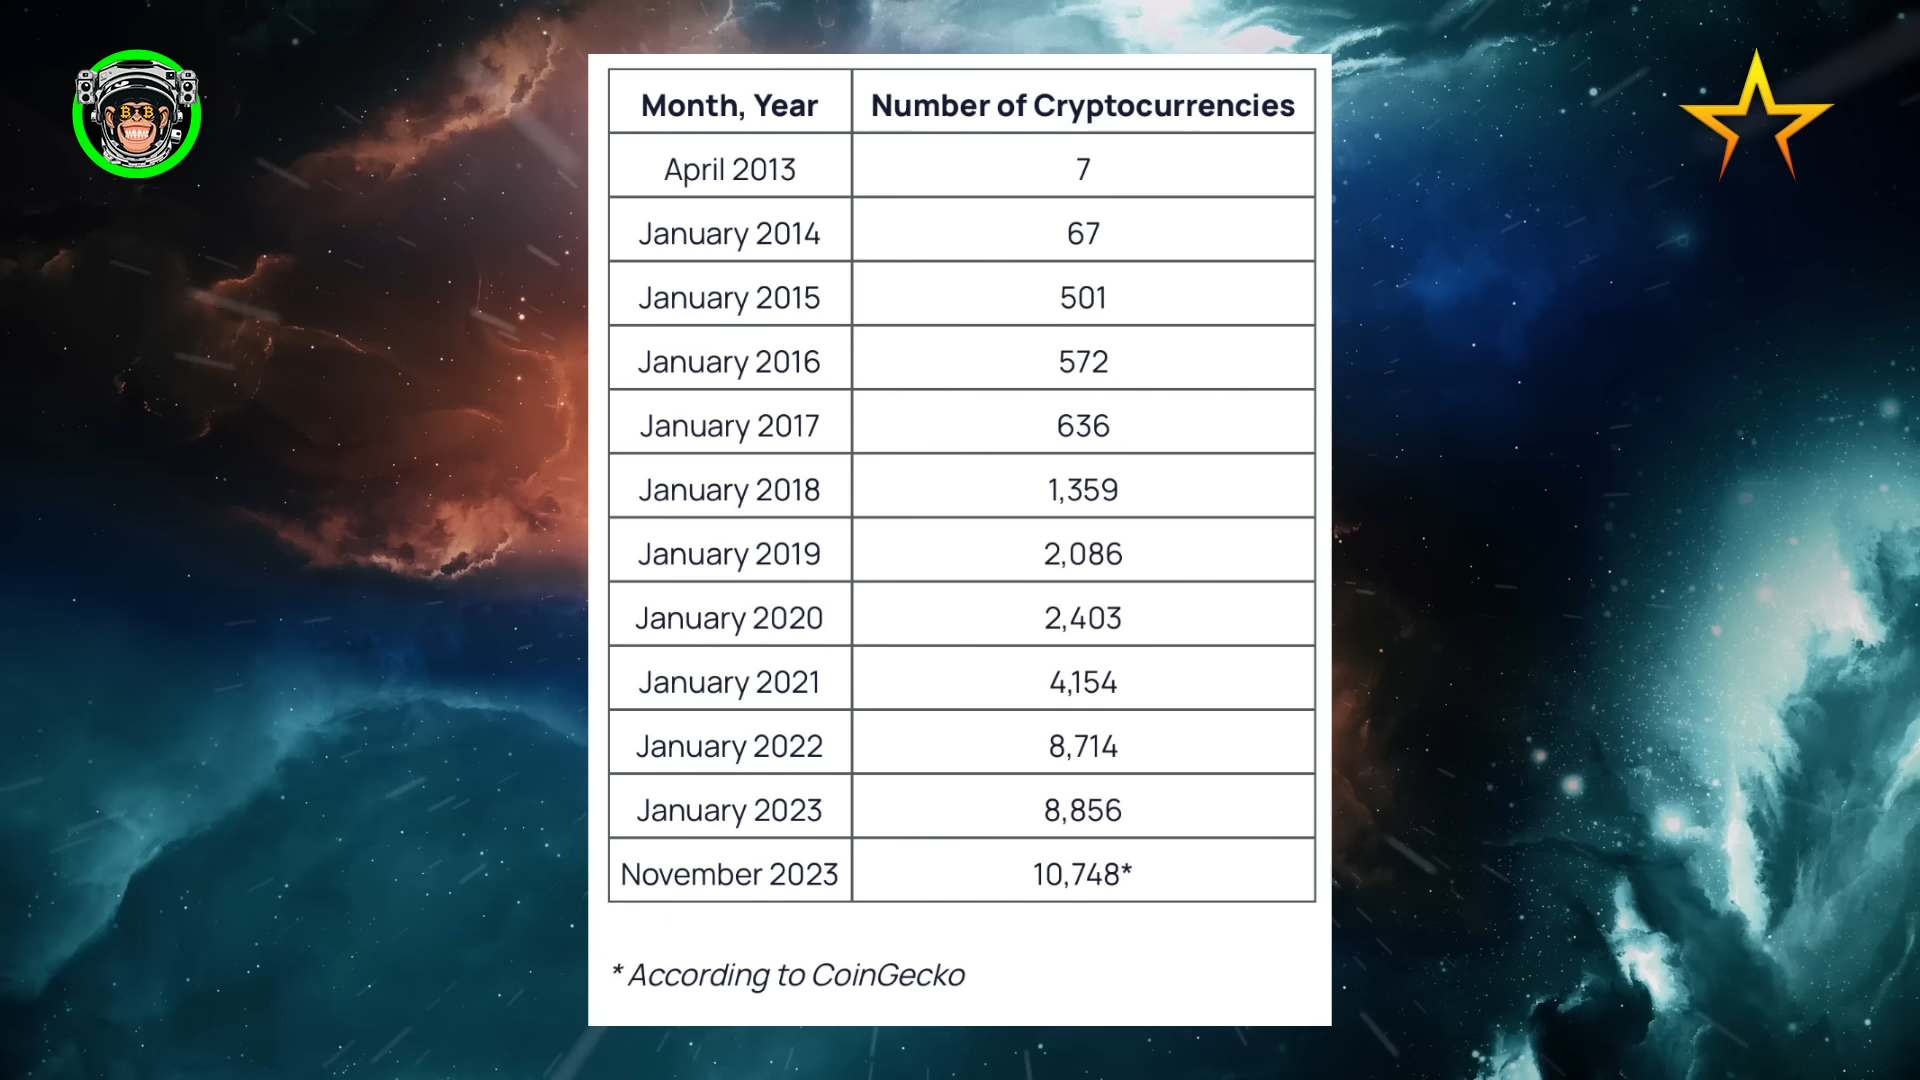 Month, Year Number of Cryptocurrencies
April 2013 7
January 2014 67
January 2015 501
January 2016 572
January 2017 636
January 2018 1,359
January 2019 2,086
January 2020 2,403
January 2021 4,154
January 2022 8,714
January 2023 8,856
November 2023 10,748*
* According to CoinGecko